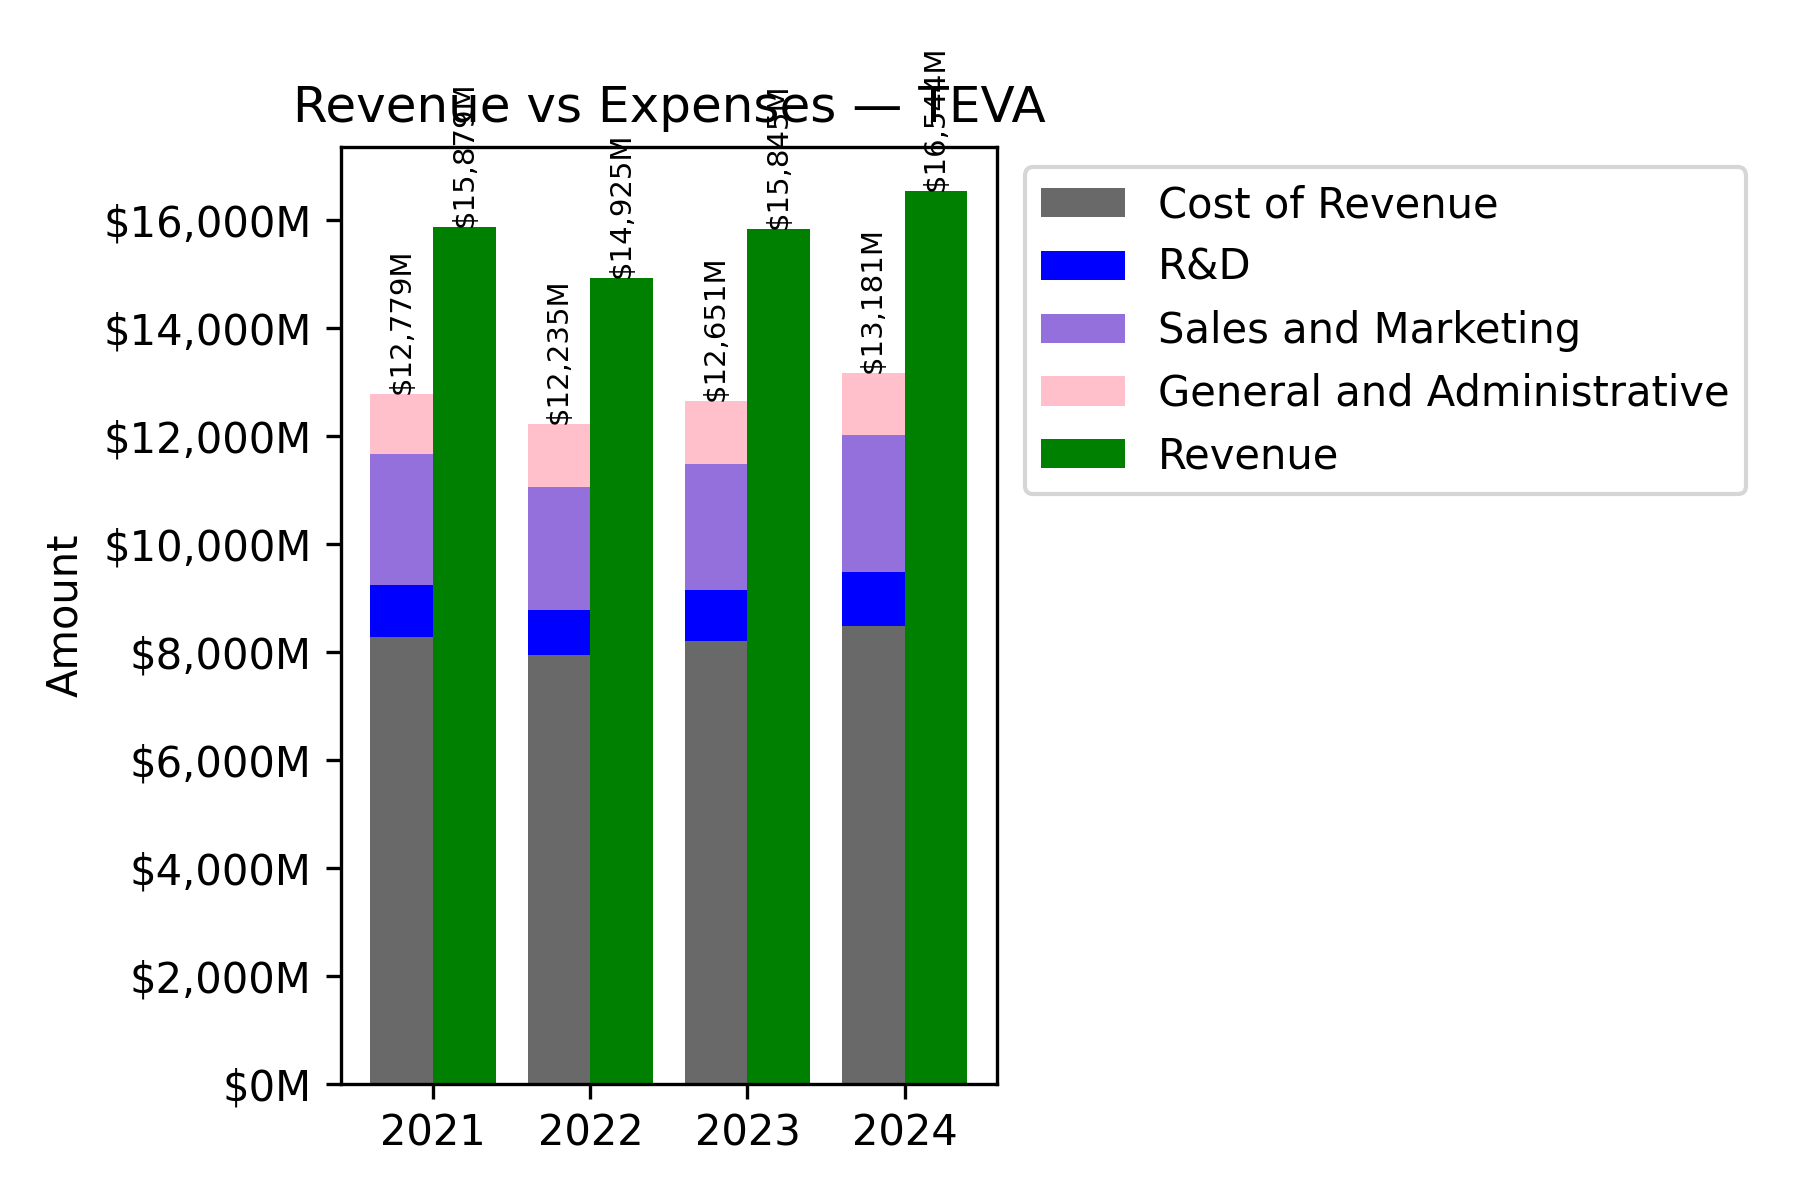 Revenue vs Expenses — TEVA
$16,000M
$14,000M
$12,000M
$10,000M
$8,000M
$6,000M
$4,000M
$2,000M
$0M
Amount
$12,779M
$15,879M
$12,235M
$14,925M
$12,651M
$15,845M
$13,181M
$16,544M
2021
2022
2023
2024
Cost of Revenue
R&D
Sales and Marketing
General and Administrative
Revenue